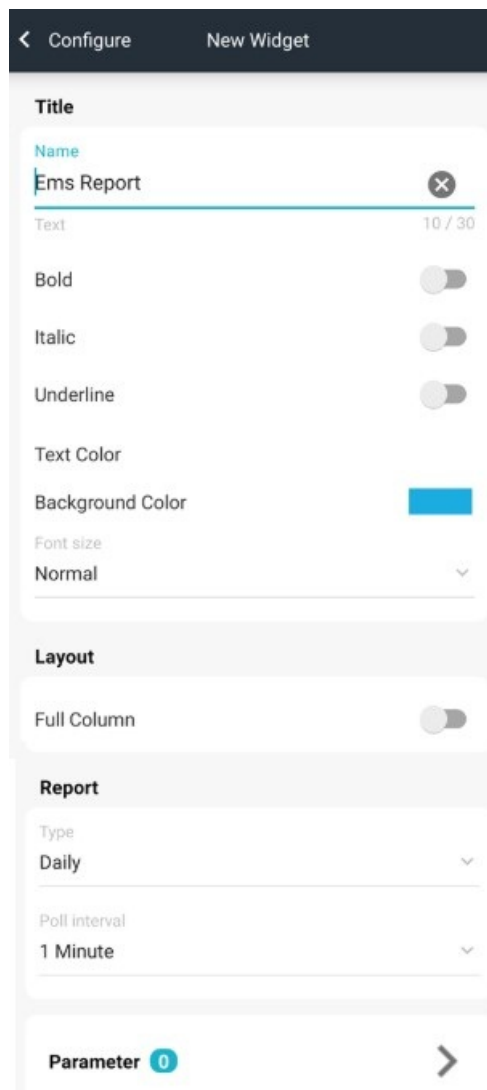 Configure New Widget
Title
Name
Ems Report
Text 10 / 30
Bold
Italic
Underline
Text Color
Background Color
Font size
Normal
Layout
Full Column
Report
Type
Daily
Poll interval
1 Minute
Parameter 0